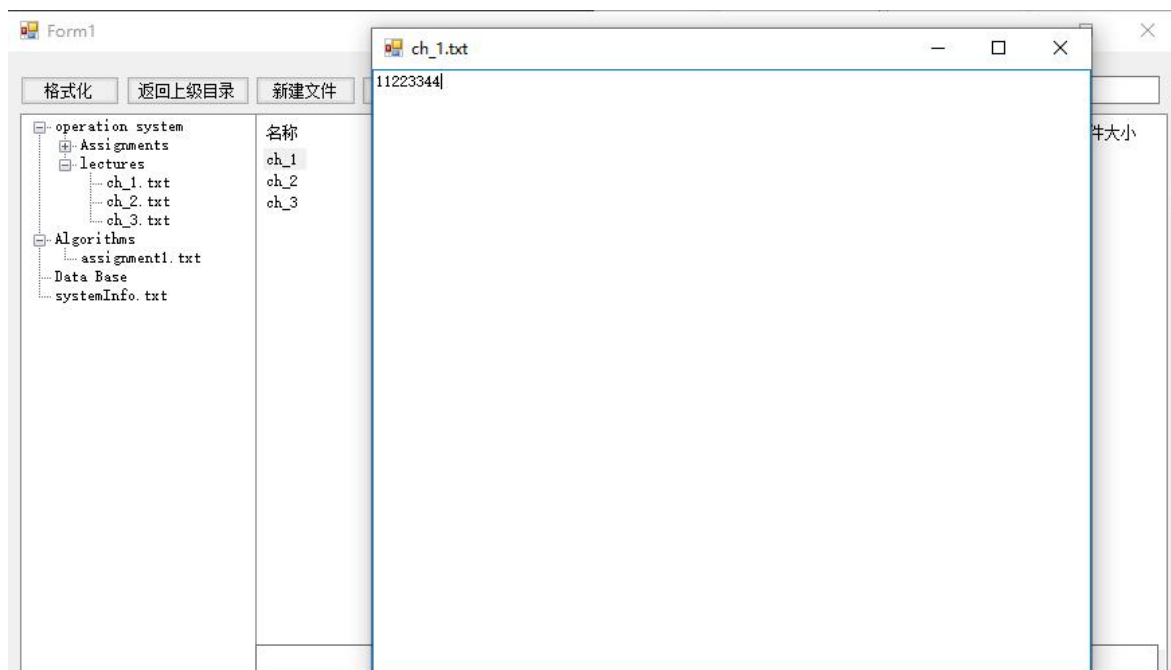 Form1
ch_1.txt
格式化
返回上级目录
新建文件
11223344
operation system
Assignments
lectures
ch_1.txt
ch_2.txt
ch_3.txt
Algorithms
assignment1.txt
Data Base
systemInfo.txt
名称
ch_1
ch_2
ch_3
件大小